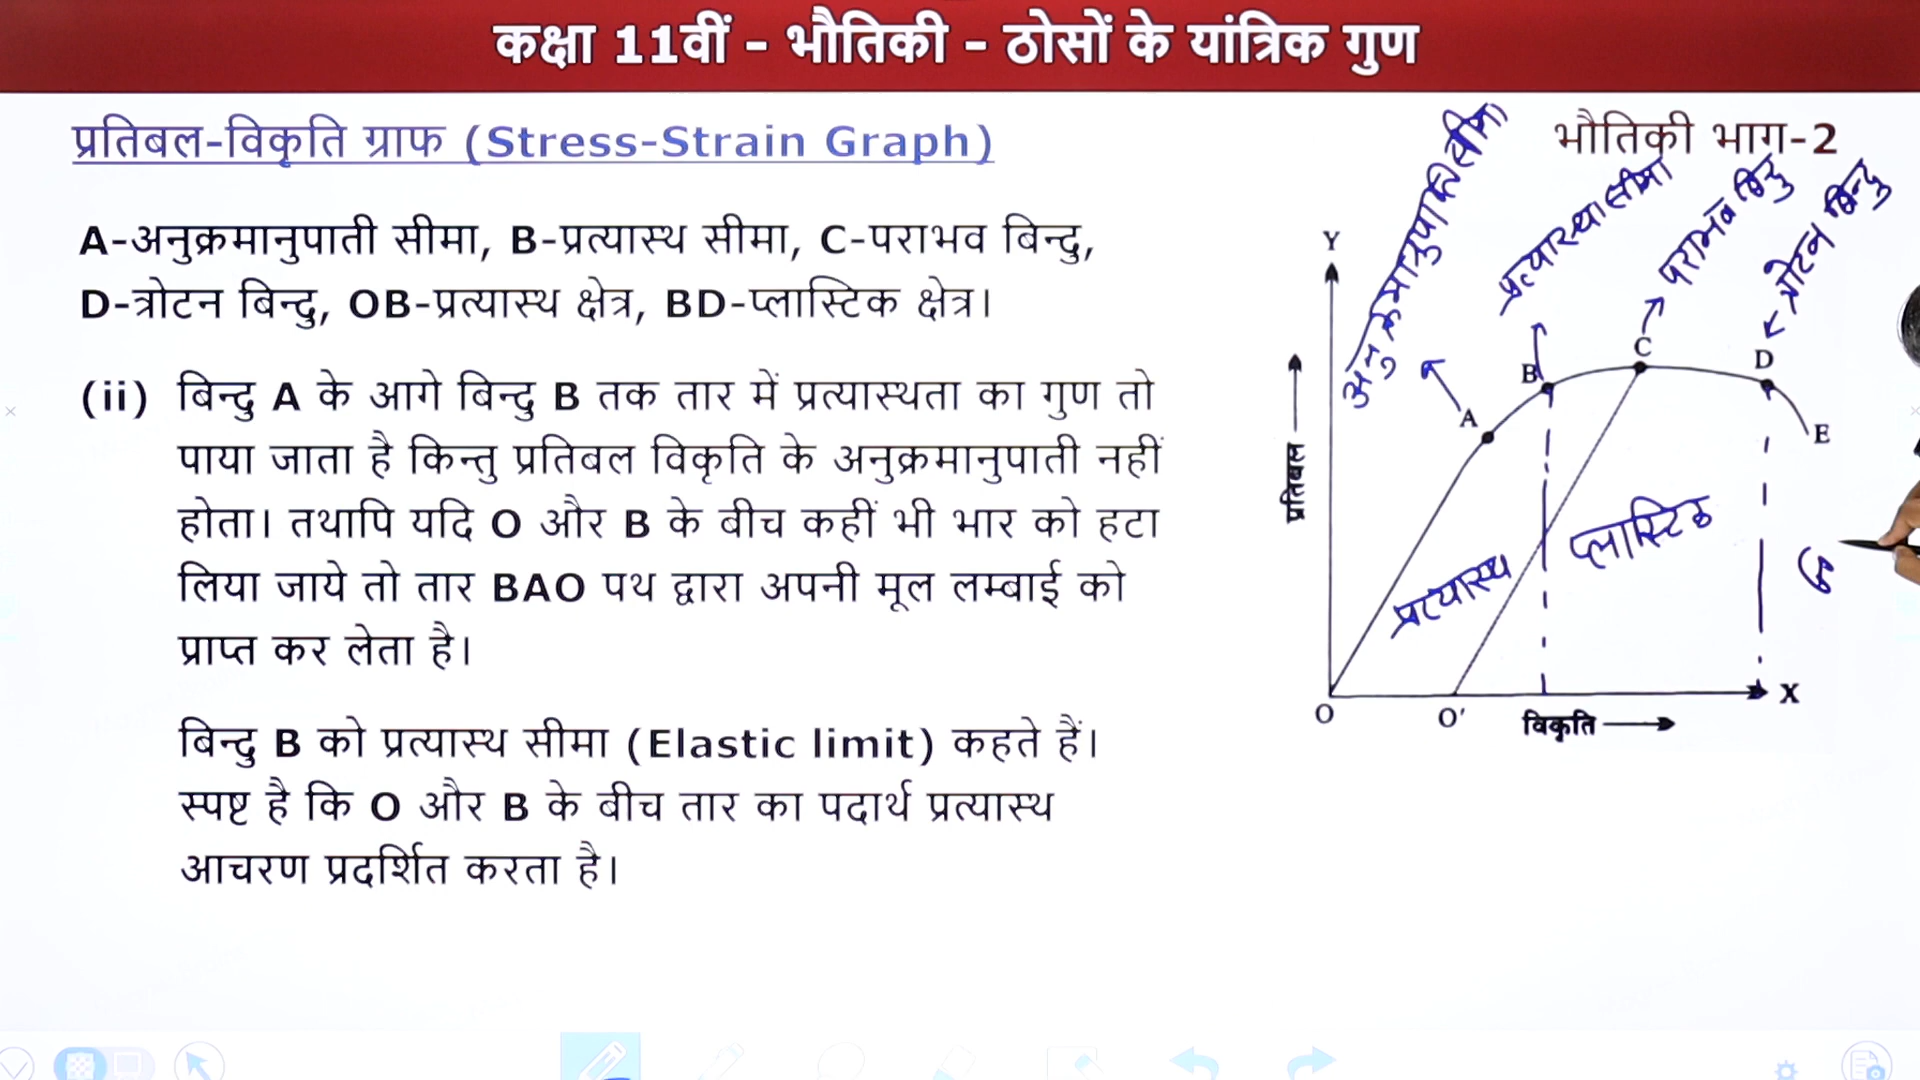 कक्षा 11वीं - भौतिकी - ठोसों के यांत्रिक गुण
प्रतिबल-विकृति ग्राफ (Stress-Strain Graph)
भौतिकी भाग-2
A-अनुक्रमानुपाती सीमा, B-प्रत्यास्थ सीमा, C-पराभव बिन्दु,
D-त्रोटन बिन्दु, OB-प्रत्यास्थ क्षेत्र, BD-प्लास्टिक क्षेत्र।
(ii) बिन्दु A के आगे बिन्दु B तक तार में प्रत्यास्थता का गुण तो
पाया जाता है किन्तु प्रतिबल विकृति के अनुक्रमानुपाती नहीं
होता। तथापि यदि O और B के बीच कहीं भी भार को हटा
लिया जाये तो तार BAO पथ द्वारा अपनी मूल लम्बाई को
प्राप्त कर लेता है।
बिन्दु B को प्रत्यास्थ सीमा (Elastic limit) कहते हैं।
स्पष्ट है कि O और B के बीच तार का पदार्थ प्रत्यास्थ
आचरण प्रदर्शित करता है।
अनुक्रमानुपाती सीमा
प्रत्यास्था सीमा
पराभव बिन्दु
त्रोटन बिन्दु
Y
C
D
B
A
E
प्रतिबल
प्लास्टिक
प्रत्यास्थ
X
O
O'
विकृति